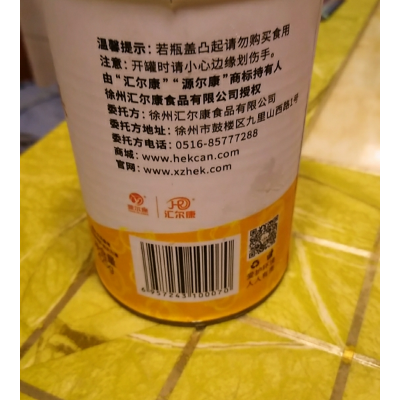 温馨提示：若瓶盖凸起请勿购买食用
注意：开罐时请小心边缘划伤手。
由“汇尔康”“源尔康”商标持有人
徐州汇尔康食品有限公司授权
委托方：徐州汇尔康食品有限公司
委托方地址：徐州市鼓楼区九里山西路1号
委托方电话：0516-85777288
商城：www.hekcan.com
官网：www.xzhek.com
汇尔康
6957243100070